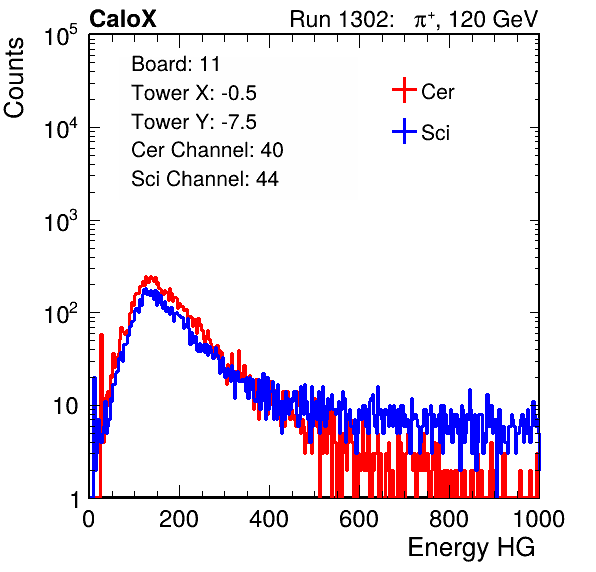 CaloX Run 1302: π⁺, 120 GeV
Board: 11
Tower X: -0.5
Tower Y: -7.5
Cer Channel: 40
Sci Channel: 44
Cer
Sci
Counts
10⁵
10⁴
10³
10²
10
1
0 200 400 600 800 1000
Energy HG